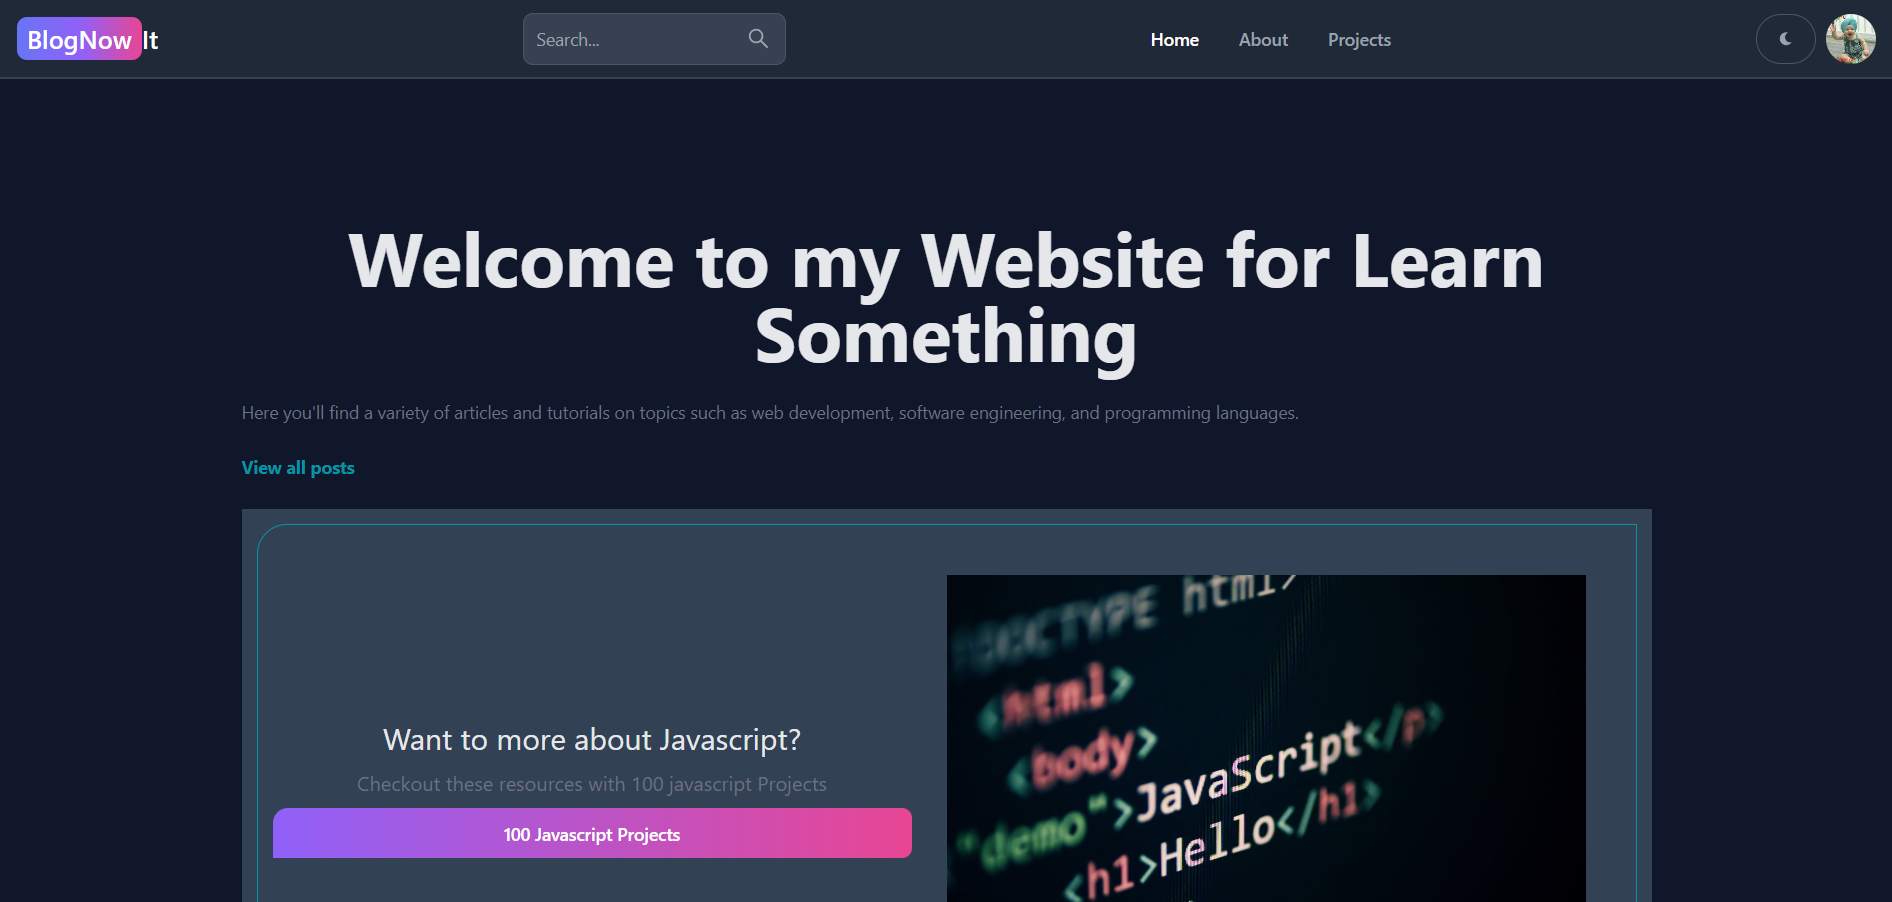 BlogNow It
Search...
Home About Projects
Welcome to my Website for Learn
Something
Here you'll find a variety of articles and tutorials on topics such as web development, software engineering, and programming languages.
View all posts
Want to more about Javascript?
Checkout these resources with 100 javascript Projects
100 Javascript Projects
DOCTYPE html>
<html>
<body>
"demo">JavaScript</p>
<h1>Hello</h1>